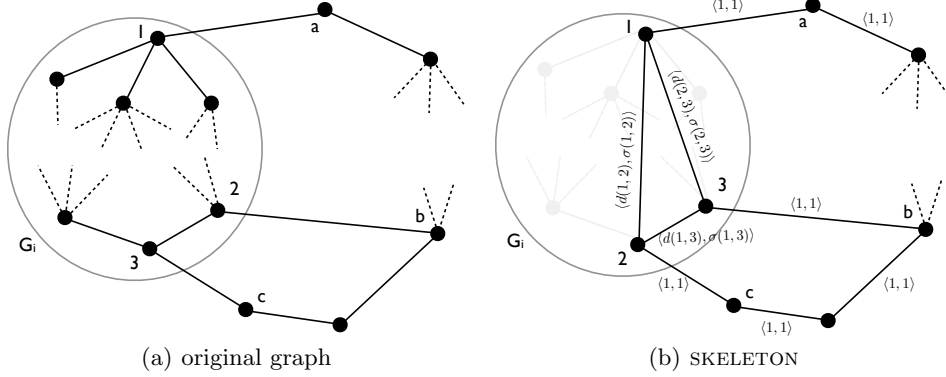 1
a
2
b
Gᵢ
3
c
(a) original graph
⟨1, 1⟩
1
a
⟨1, 1⟩
⟨d(1, 2), σ(1, 2)⟩
⟨d(2, 3), σ(2, 3)⟩
3
⟨1, 1⟩
b
Gᵢ
2
⟨d(1, 3), σ(1, 3)⟩
⟨1, 1⟩
⟨1, 1⟩
c
⟨1, 1⟩
(b) SKELETON